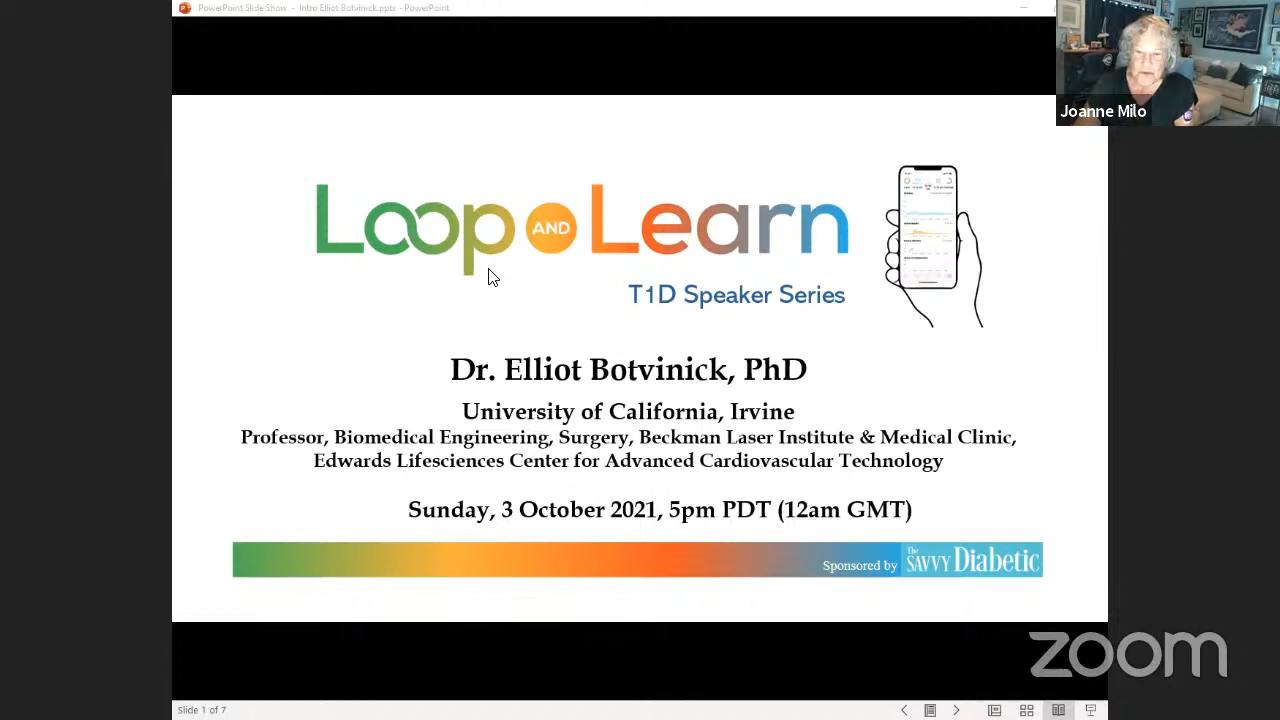 PowerPoint Slide Show - Intro Elliot Botvinick.pptx - PowerPoint
Joanne Milo
Loop AND Learn
T1D Speaker Series
Dr. Elliot Botvinick, PhD
University of California, Irvine
Professor, Biomedical Engineering, Surgery, Beckman Laser Institute & Medical Clinic,
Edwards Lifesciences Center for Advanced Cardiovascular Technology
Sunday, 3 October 2021, 5pm PDT (12am GMT)
Sponsored by The SAVVY Diabetic
zoom
Slide 1 of 7